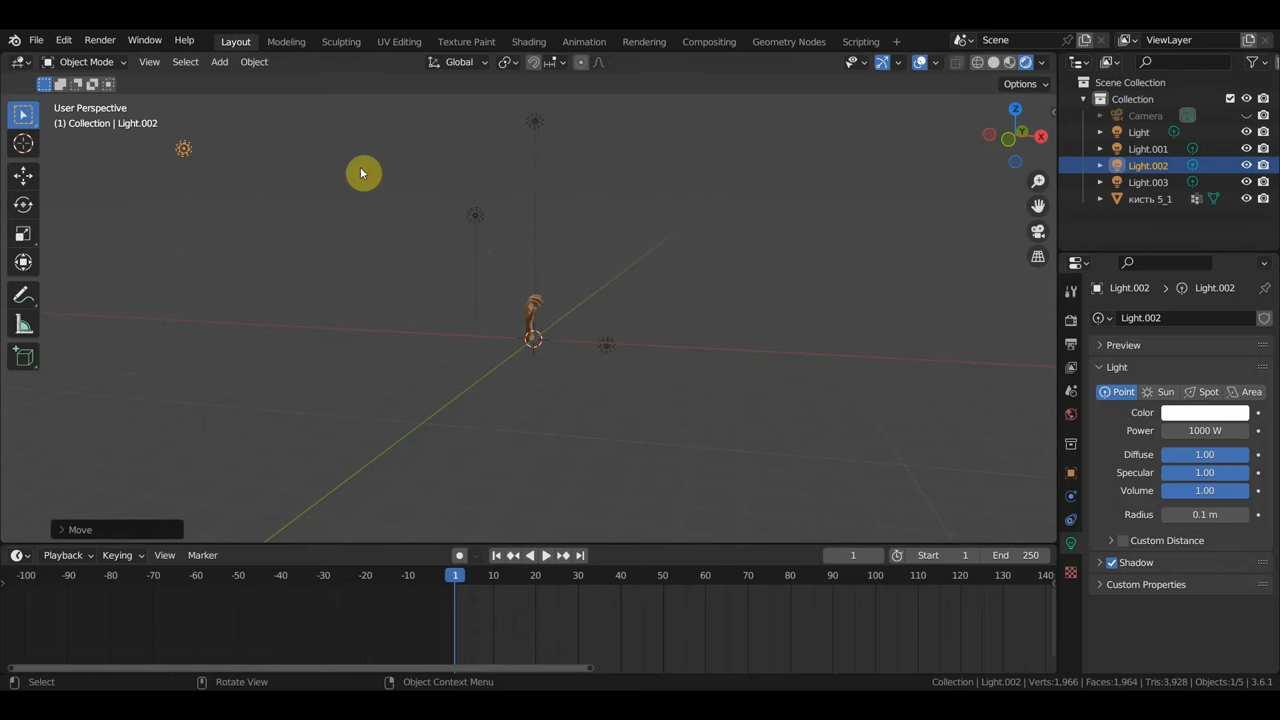 File Edit Render Window Help Layout Modeling Sculpting UV Editing Texture Paint Shading Animation Rendering Compositing Geometry Nodes Scripting + Scene ViewLayer
Object Mode View Select Add Object Global
Options
User Perspective
(1) Collection | Light.002
Z
Y
X
Move
Scene Collection
Collection
Camera
Light
Light.001
Light.002
Light.003
кисть 5_1
Light.002 Light.002
Light.002
Preview
Light
Point Sun Spot Area
Color
Power 1000 W
Diffuse 1.00
Specular 1.00
Volume 1.00
Radius 0.1 m
Custom Distance
Shadow
Custom Properties
Playback Keying View Marker 1 Start 1 End 250
-100 -90 -80 -70 -60 -50 -40 -30 -20 -10 1 10 20 30 40 50 60 70 80 90 100 110 120 130 140
Select Rotate View Object Context Menu Collection | Light.002 | Verts:1,966 | Faces:1,964 | Tris:3,928 | Objects:1/5 | 3.6.1